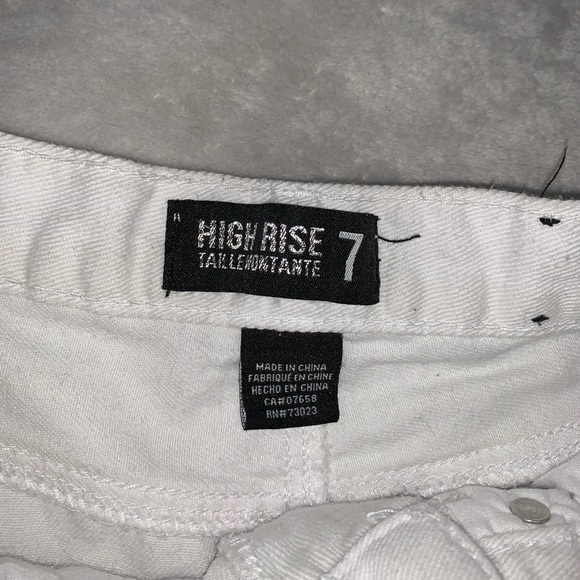 HIGH RISE 7
TAILLE MONTANTE
MADE IN CHINA
FABRIQUÉ EN CHINE
HECHO EN CHINA
CA#07658
RN#73023